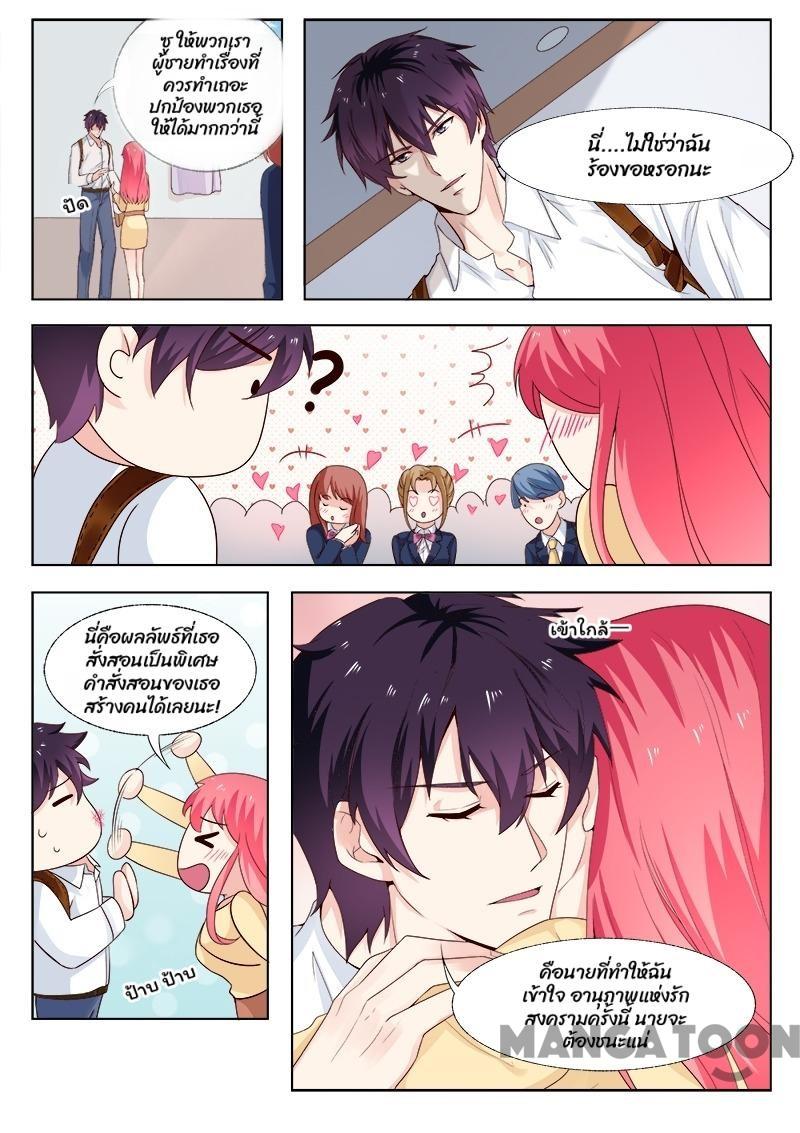 ซู ให้พวกเรา
ผู้ชายทำเรื่องที่
ควรทำเถอะ
ปกป้องพวกเธอ
ให้ได้มากกว่านี้
ปัด
นี่....ไม่ใช่ว่าฉัน
ร้องขอหรอกนะ
?
นี่คือผลลัพธ์ที่เธอ
สั่งสอนเป็นพิเศษ
คำสั่งสอนของเธอ
สร้างคนได้เลยนะ!
ป้าบ ป้าบ
เข้าใกล้—
คือนายที่ทำให้ฉัน
เข้าใจ อานุภาพแห่งรัก
สงครามครั้งนี้ นายจะ
ต้องชนะแน่
MANGATOON